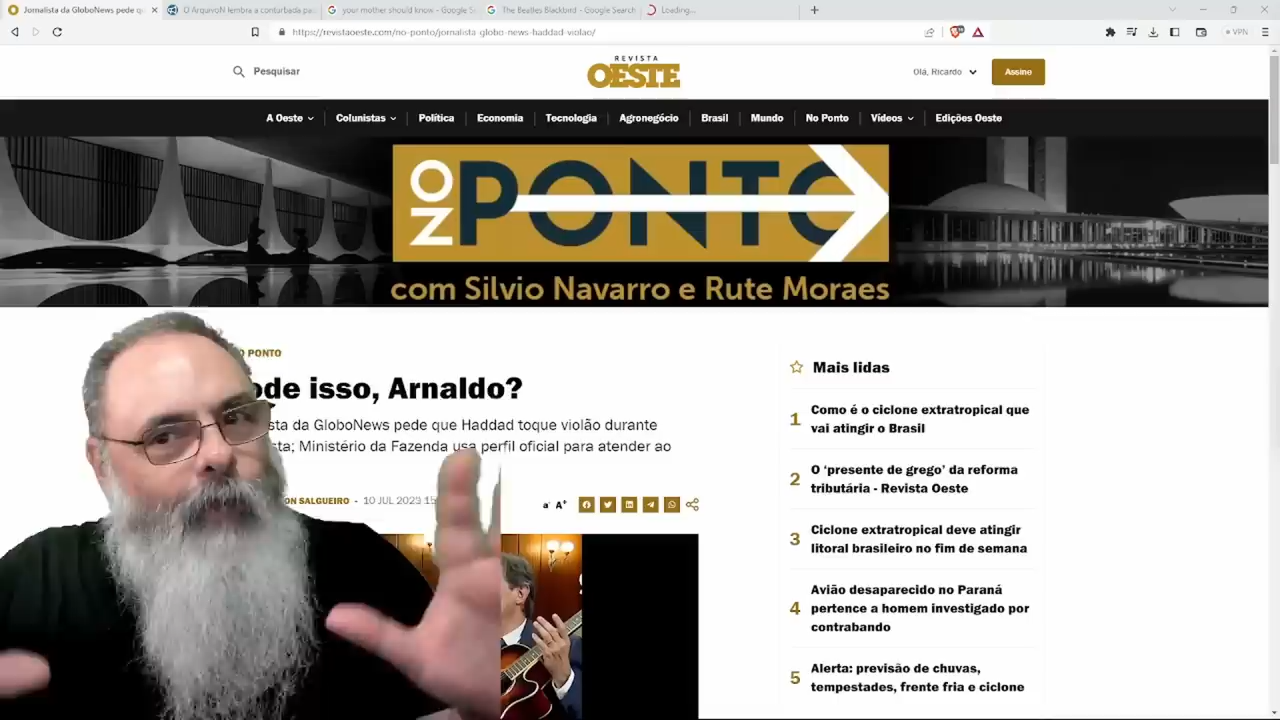 Jornalista da GloboNews pede q
O ArquivoN lembra a conturbada pa
your mother should know - Google S
The Beatles Blackbird - Google Search
Loading...
https://revistaoeste.com/no-ponto/jornalista-globo-news-haddad-violao/
VPN
Pesquisar
REVISTA
OESTE
Olá, Ricardo
Assine
A Oeste
Colunistas
Política
Economia
Tecnologia
Agronegócio
Brasil
Mundo
No Ponto
Vídeos
Edições Oeste
NO PONTO
com Silvio Navarro e Rute Moraes
O PONTO
ode isso, Arnaldo?
sta da GloboNews pede que Haddad toque violão durante
sta; Ministério da Fazenda usa perfil oficial para atender ao
ON SALGUEIRO - 10 JUL 2023 15
a- A+
Mais lidas
1 Como é o ciclone extratropical que
vai atingir o Brasil
2 O ‘presente de grego’ da reforma
tributária - Revista Oeste
3 Ciclone extratropical deve atingir
litoral brasileiro no fim de semana
4 Avião desaparecido no Paraná
pertence a homem investigado por
contrabando
5 Alerta: previsão de chuvas,
tempestades, frente fria e ciclone